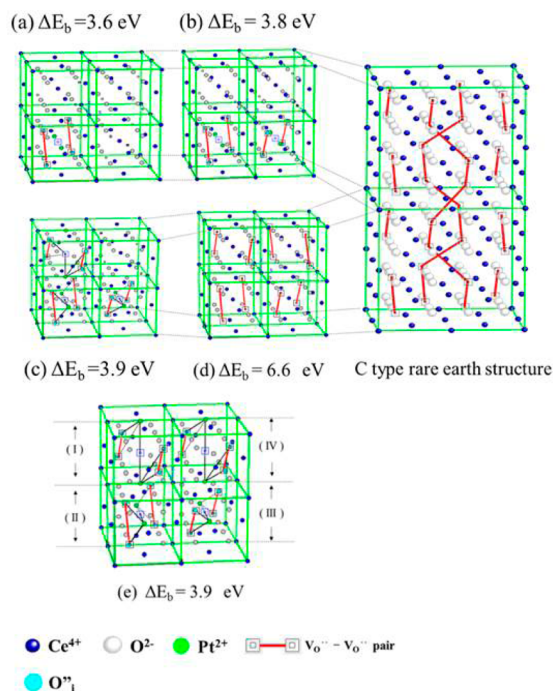 (a) ΔE_b =3.6 eV (b) ΔE_b =3.8 eV
(c) ΔE_b =3.9 eV (d) ΔE_b = 6.6 eV C type rare earth structure
(I) (IV)
(II) (III)
(e) ΔE_b =3.9 eV
Ce⁴⁺ O²⁻ Pt²⁺ V_O·· – V_O·· pair
O"_i